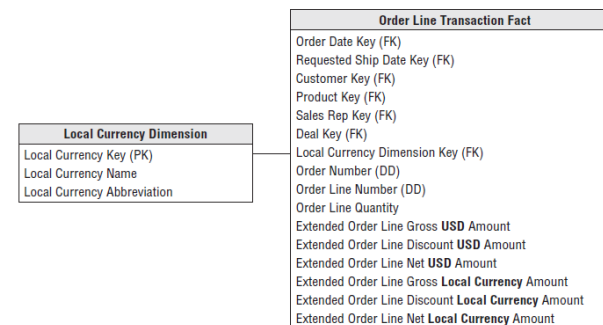 Local Currency Dimension
Local Currency Key (PK)
Local Currency Name
Local Currency Abbreviation
Order Line Transaction Fact
Order Date Key (FK)
Requested Ship Date Key (FK)
Customer Key (FK)
Product Key (FK)
Sales Rep Key (FK)
Deal Key (FK)
Local Currency Dimension Key (FK)
Order Number (DD)
Order Line Number (DD)
Order Line Quantity
Extended Order Line Gross USD Amount
Extended Order Line Discount USD Amount
Extended Order Line Net USD Amount
Extended Order Line Gross Local Currency Amount
Extended Order Line Discount Local Currency Amount
Extended Order Line Net Local Currency Amount